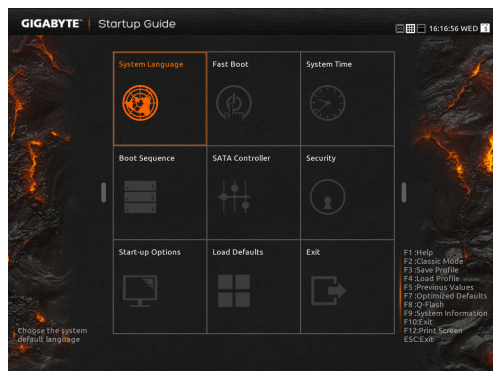 GIGABYTE™ Startup Guide
16:16:56 WED
System Language
Fast Boot
System Time
Boot Sequence
SATA Controller
Security
Start-up Options
Load Defaults
Exit
F1 :Help
F2 :Classic Mode
F3 :Save Profile
F4 :Load Profile
F5 :Previous Values
F7 :Optimized Defaults
F8 :Q-Flash
F9 :System Information
F10:Exit
F12:Print Screen
ESC:Exit
Choose the system
default language